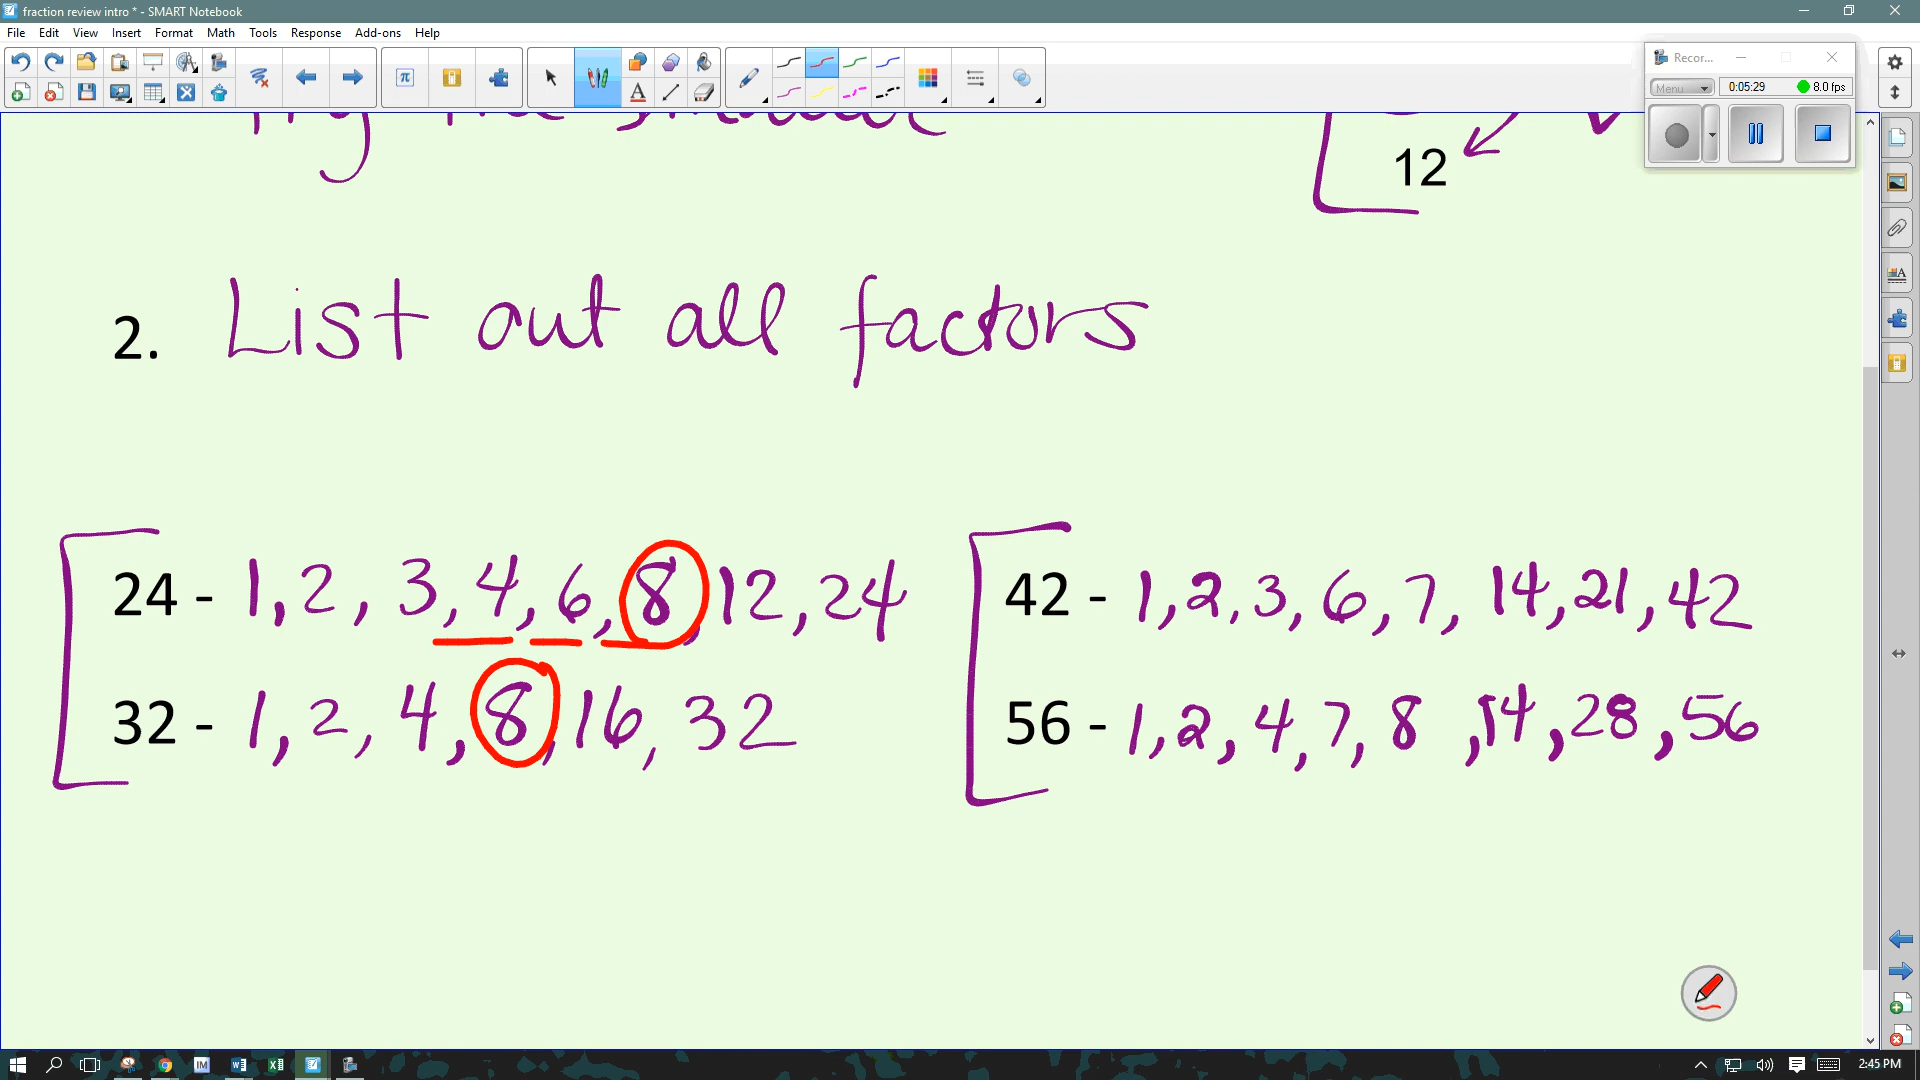 fraction review intro * - SMART Notebook
File Edit View Insert Format Math Tools Response Add-ons Help
Recor...
Menu 0:05:29 8.0 fps
12
2. List out all factors
24 - 1, 2, 3, 4, 6, 8, 12, 24
32 - 1, 2, 4, 8, 16, 32
42 - 1, 2, 3, 6, 7, 14, 21, 42
56 - 1, 2, 4, 7, 8, 14, 28, 56
2:45 PM